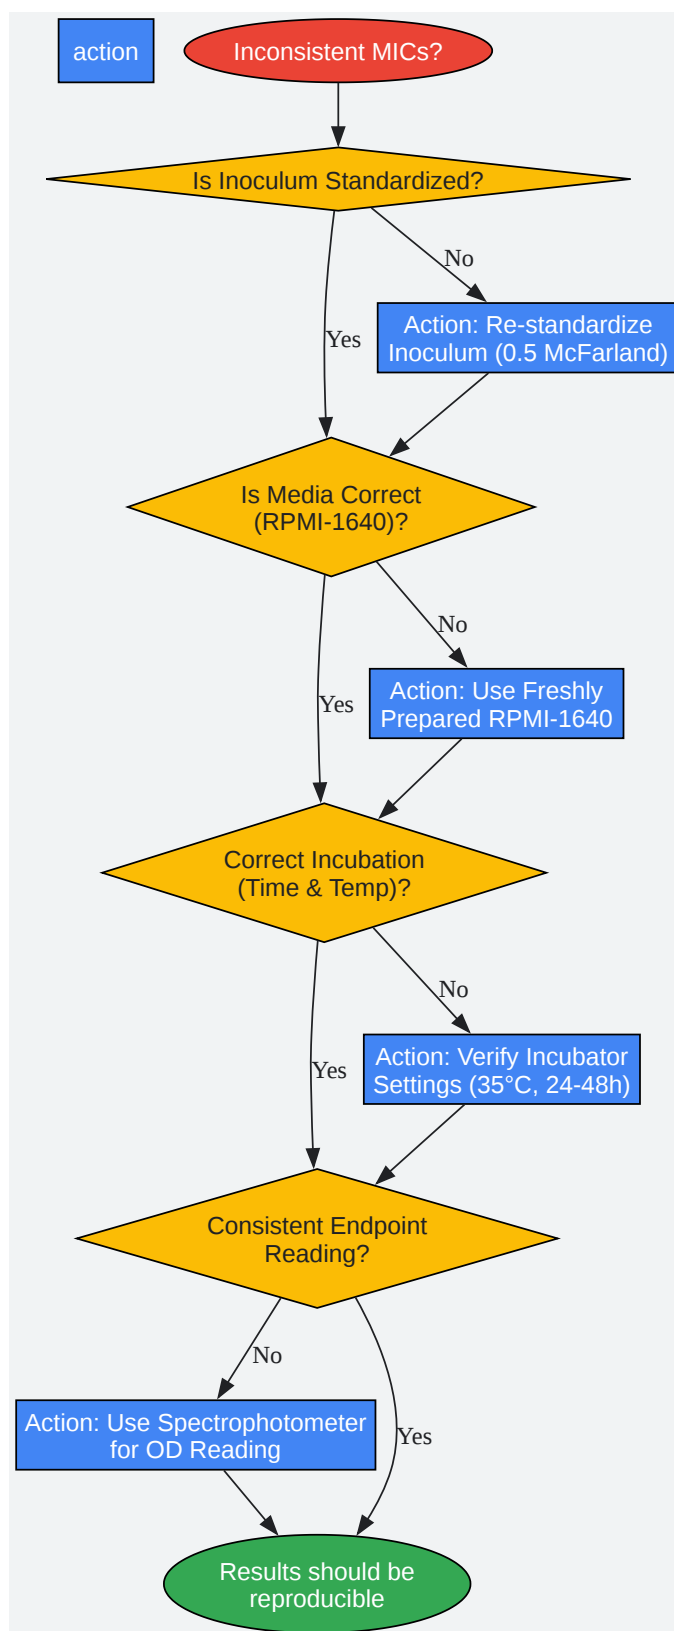 action
Inconsistent MICs?
Is Inoculum Standardized?
No
Action: Re-standardize
Inoculum (0.5 McFarland)
Yes
Is Media Correct
(RPMI-1640)?
No
Action: Use Freshly
Prepared RPMI-1640
Yes
Correct Incubation
(Time & Temp)?
No
Action: Verify Incubator
Settings (35°C, 24-48h)
Yes
Consistent Endpoint
Reading?
No
Action: Use Spectrophotometer
for OD Reading
Yes
Results should be
reproducible